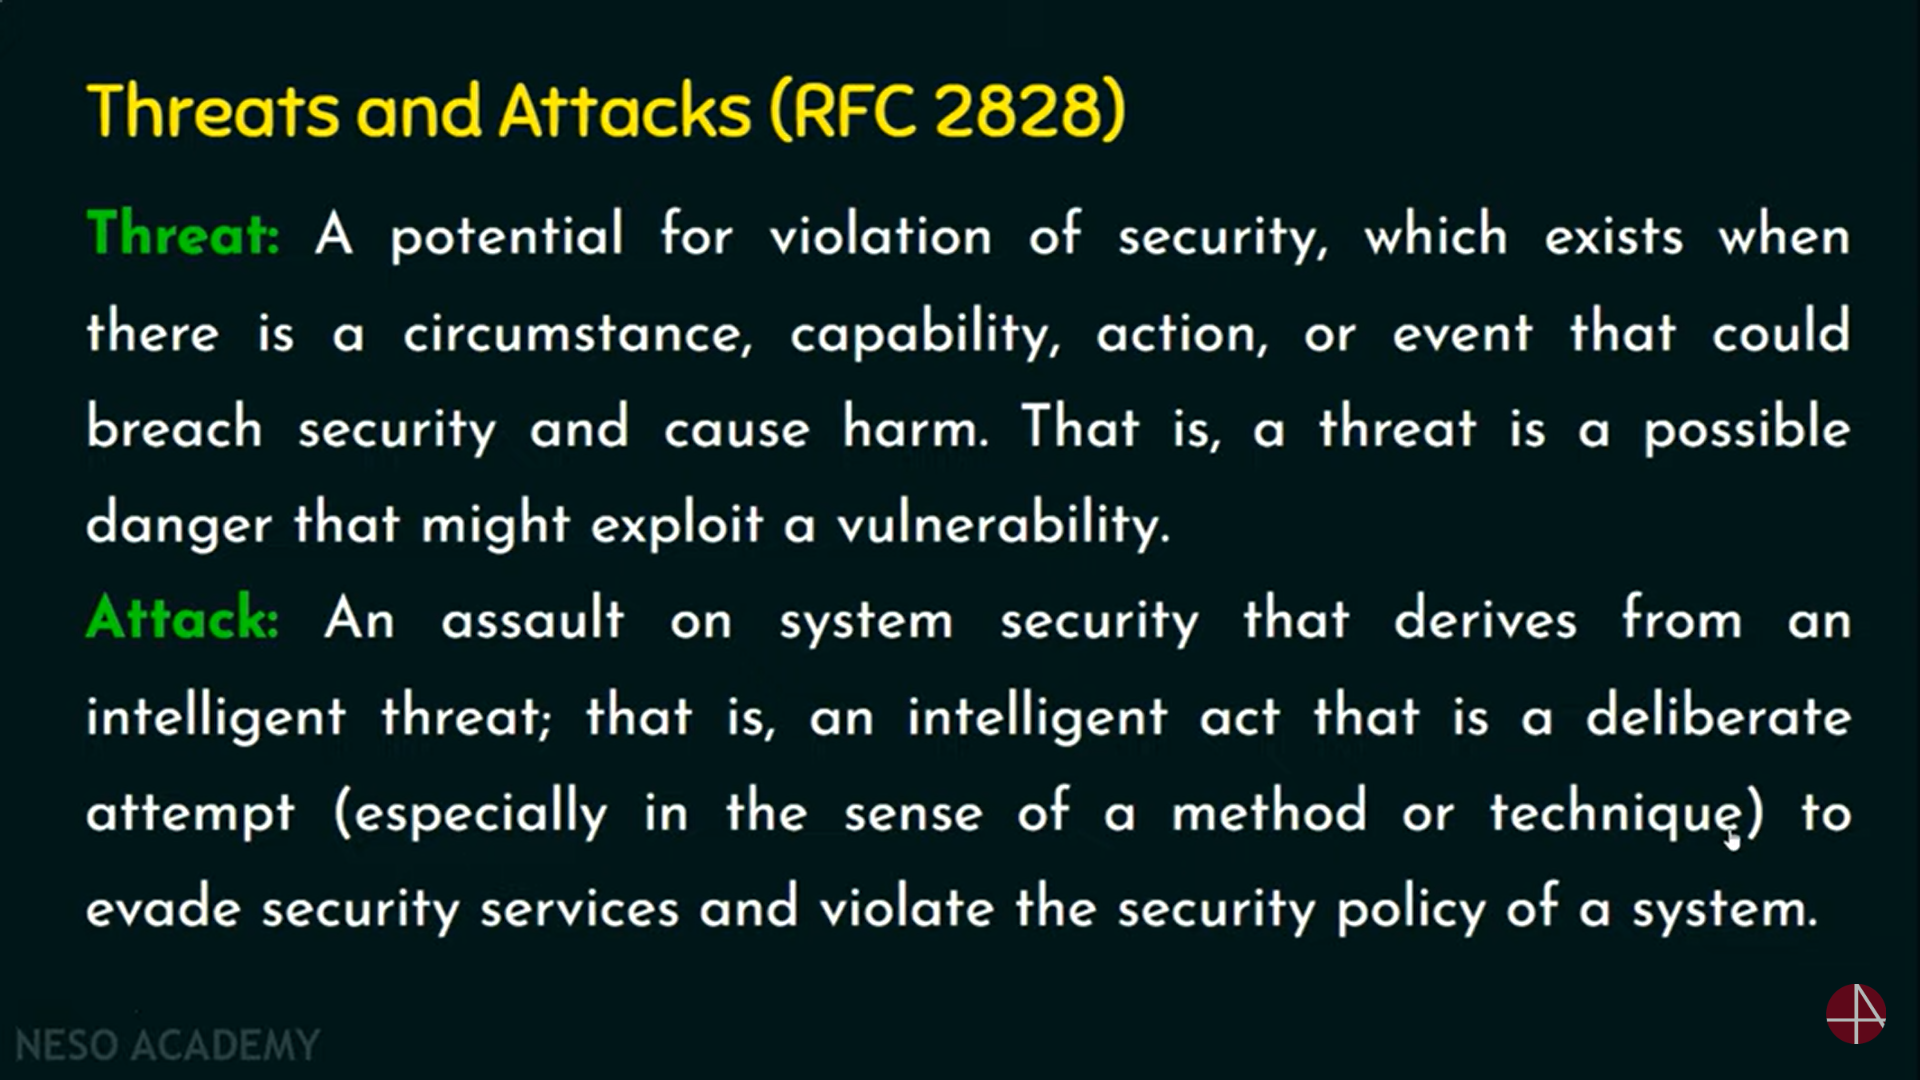 Threats and Attacks (RFC 2828)
Threat: A potential for violation of security, which exists when
there is a circumstance, capability, action, or event that could
breach security and cause harm. That is, a threat is a possible
danger that might exploit a vulnerability.
Attack: An assault on system security that derives from an
intelligent threat; that is, an intelligent act that is a deliberate
attempt (especially in the sense of a method or technique) to
evade security services and violate the security policy of a system.
NESO ACADEMY